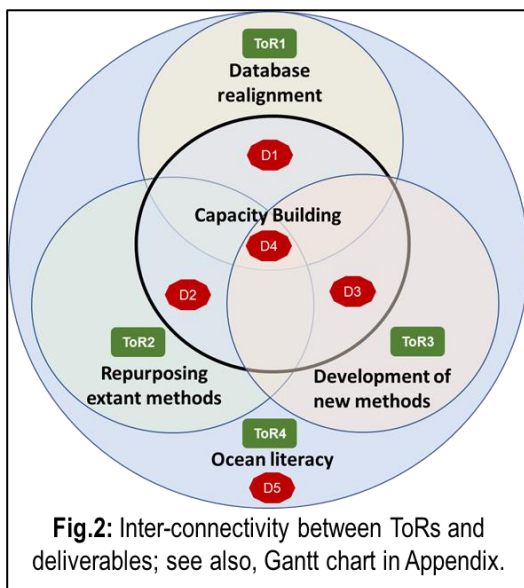 ToR1
Database
realignment
D1
Capacity Building
D4
D2
D3
ToR2
ToR3
Repurposing
extant methods
Development of
new methods
ToR4
Ocean literacy
D5
Fig.2: Inter-connectivity between ToRs and
deliverables; see also, Gantt chart in Appendix.